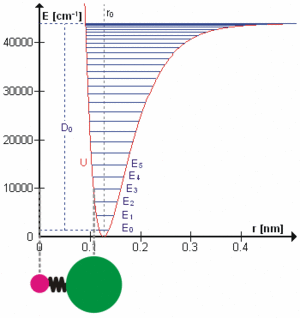 E [cm⁻¹]
r₀
40000
30000
D₀
20000
U
E₅
E₄
10000
E₃
E₂
E₁
E₀
0
r [nm]
0
0.1
0.2
0.3
0.4